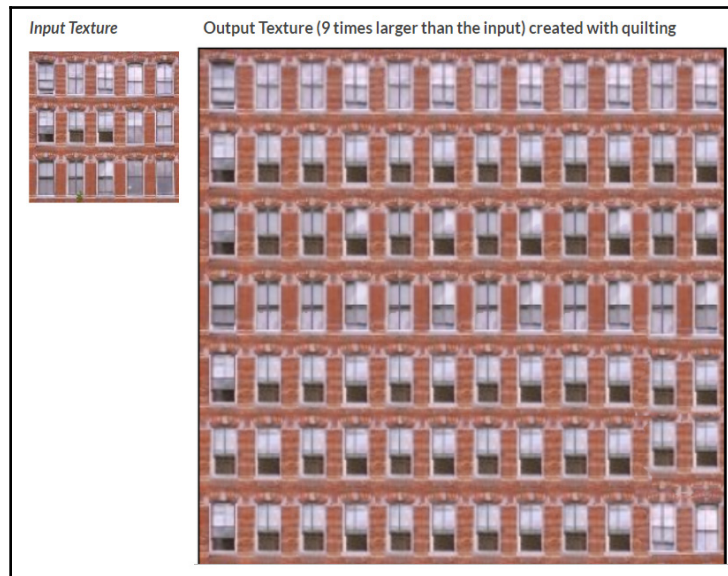 Input Texture
Output Texture (9 times larger than the input) created with quilting